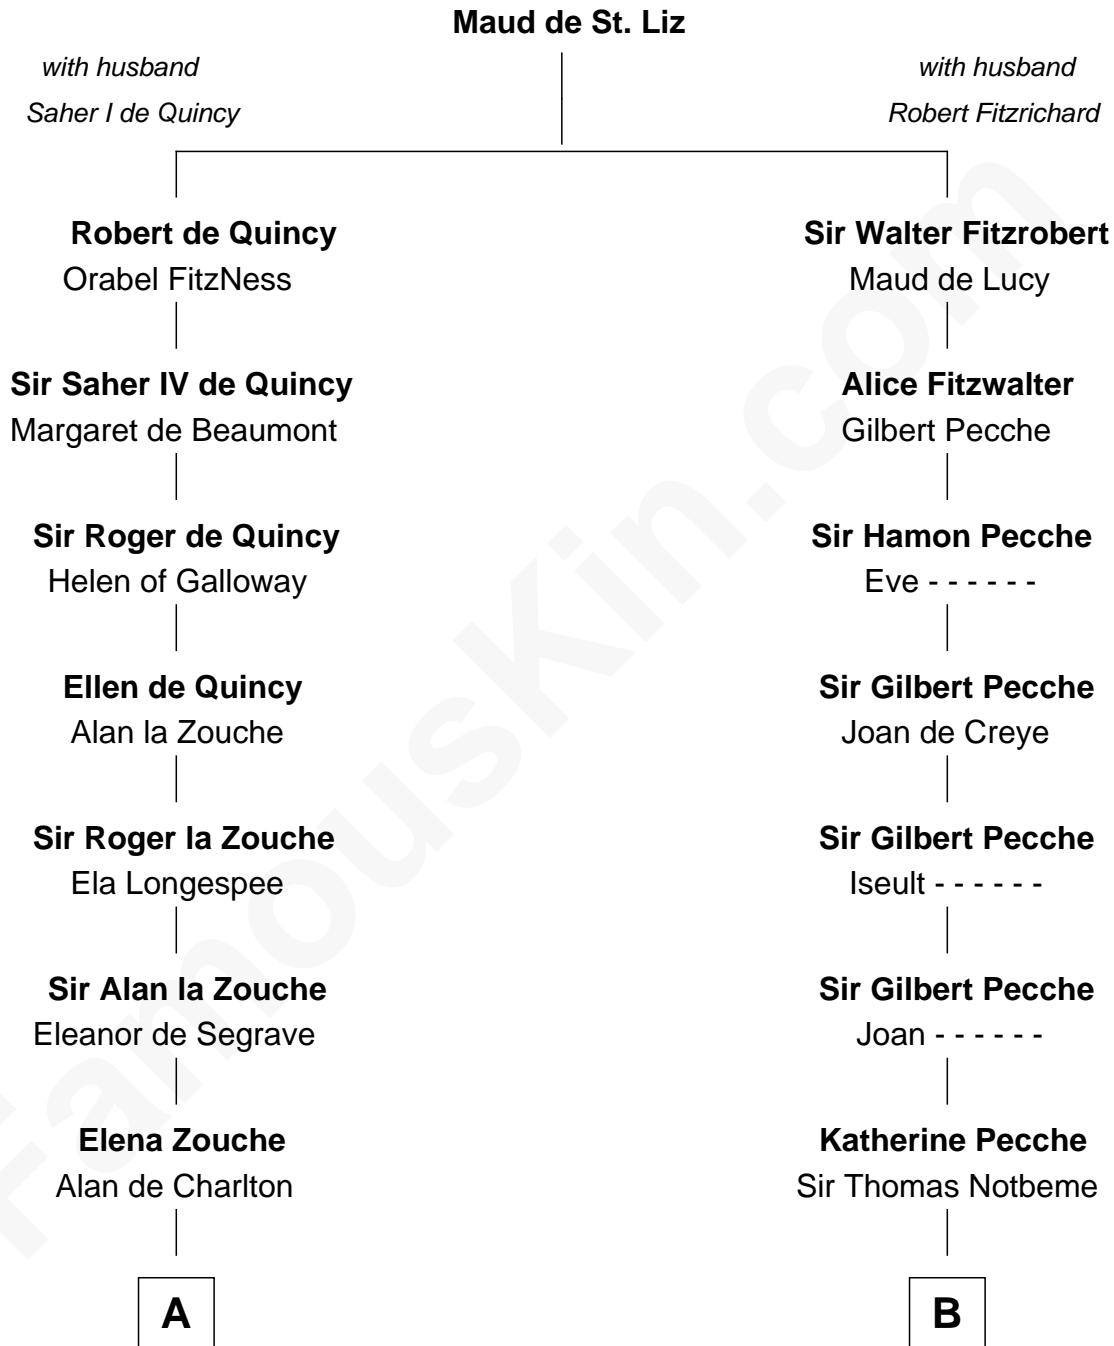 Maud de St. Liz
with husband
Saher I de Quincy
with husband
Robert Fitzrichard
Robert de Quincy
Orabel FitzNess
Sir Saher IV de Quincy
Margaret de Beaumont
Sir Roger de Quincy
Helen of Galloway
Ellen de Quincy
Alan la Zouche
Sir Roger la Zouche
Ela Longespee
Sir Alan la Zouche
Eleanor de Segrave
Elena Zouche
Alan de Charlton
A
Sir Walter Fitzrobert
Maud de Lucy
Alice Fitzwalter
Gilbert Pecche
Sir Hamon Pecche
Eve - - - - - -
Sir Gilbert Pecche
Joan de Creye
Sir Gilbert Pecche
Iseult - - - - - -
Sir Gilbert Pecche
Joan - - - - - -
Katherine Pecche
Sir Thomas Notbeme
B
FamousKin.com